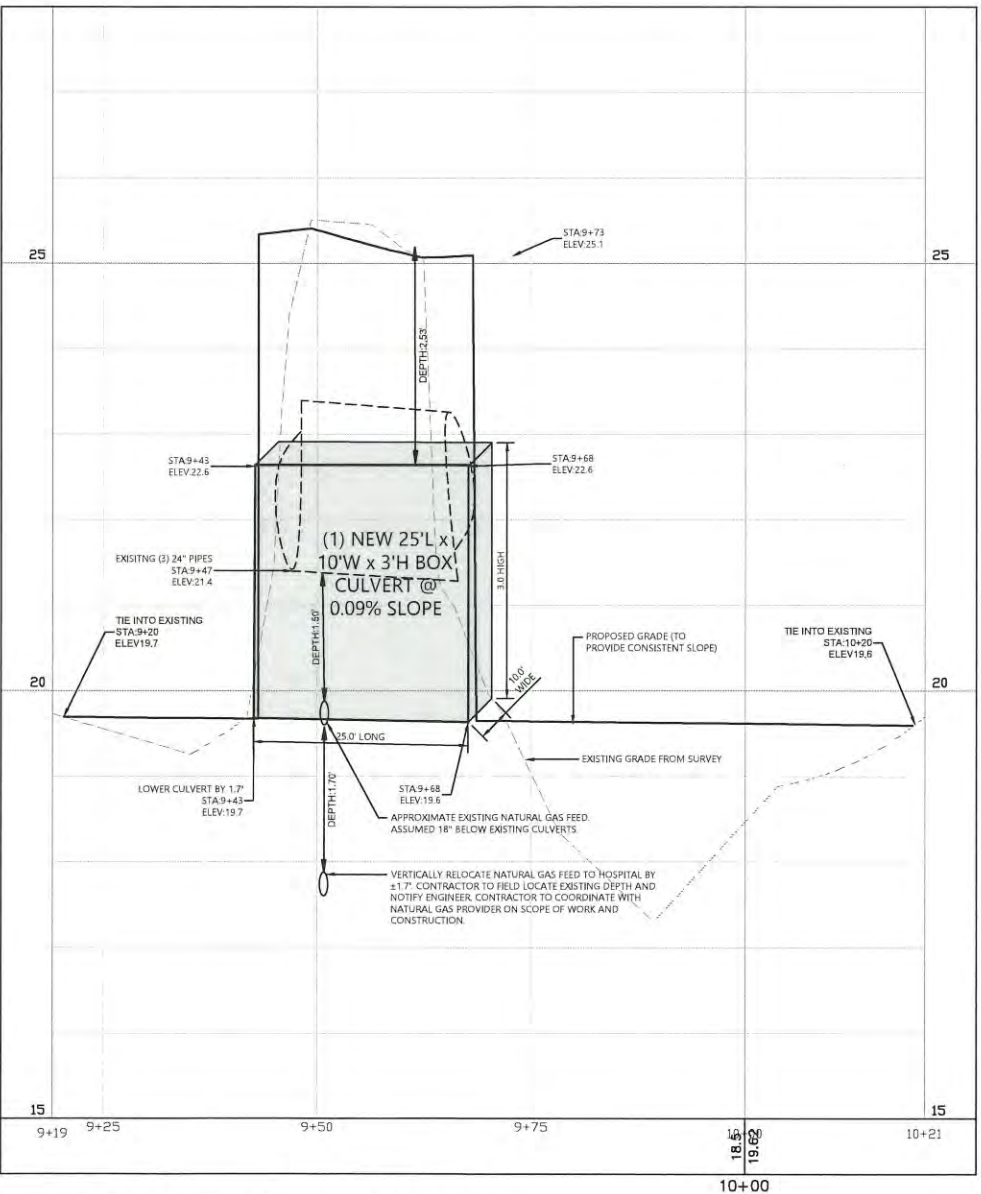 25
25
STA:9+73
ELEV:25.1
DEPTH:2.53'
STA:9+43
ELEV:22.6
STA:9+68
ELEV:22.6
(1) NEW 25'L x
10'W x 3'H BOX
CULVERT @
0.09% SLOPE
EXISITNG (3) 24" PIPES
STA:9+47
ELEV:21.4
3.0 HIGH
DEPTH:1.50'
TIE INTO EXISTING
STA:9+20
ELEV19.7
PROPOSED GRADE (TO
PROVIDE CONSISTENT SLOPE)
TIE INTO EXISTING
STA:10+20
ELEV19.6
10.0'
WIDE
20
20
25.0' LONG
EXISTING GRADE FROM SURVEY
LOWER CULVERT BY 1.7'
STA:9+43
ELEV:19.7
DEPTH:1.70'
STA:9+68
ELEV:19.6
APPROXIMATE EXISTING NATURAL GAS FEED.
ASSUMED 18" BELOW EXISTING CULVERTS.
VERTICALLY RELOCATE NATURAL GAS FEED TO HOSPITAL BY
±1.7'. CONTRACTOR TO FIELD LOCATE EXISTING DEPTH AND
NOTIFY ENGINEER. CONTRACTOR TO COORDINATE WITH
NATURAL GAS PROVIDER ON SCOPE OF WORK AND
CONSTRUCTION.
15
15
9+19
9+25
9+50
9+75
10+00
10+21
18.5
19.62
10+00